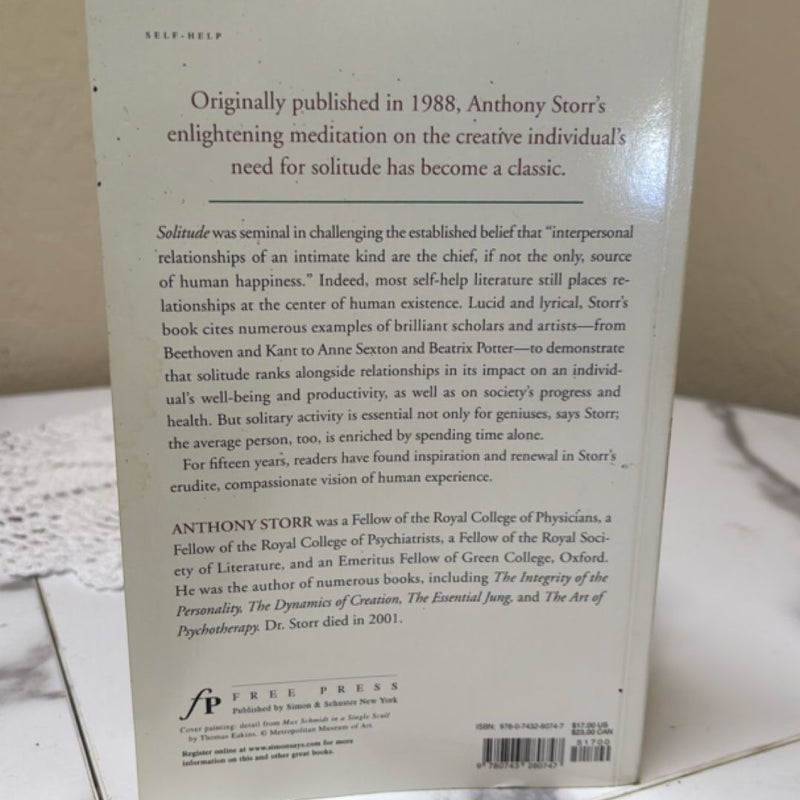 SELF-HELP
Originally published in 1988, Anthony Storr's
enlightening meditation on the creative individual's
need for solitude has become a classic.
Solitude was seminal in challenging the established belief that "interpersonal
relationships of an intimate kind are the chief, if not the only, source
of human happiness." Indeed, most self-help literature still places re-
lationships at the center of human existence. Lucid and lyrical, Storr's
book cites numerous examples of brilliant scholars and artists—from
Beethoven and Kant to Anne Sexton and Beatrix Potter—to demonstrate
that solitude ranks alongside relationships in its impact on an individ-
ual's well-being and productivity, as well as on society's progress and
health. But solitary activity is essential not only for geniuses, says Storr;
the average person, too, is enriched by spending time alone.
For fifteen years, readers have found inspiration and renewal in Storr's
erudite, compassionate vision of human experience.
ANTHONY STORR was a Fellow of the Royal College of Physicians, a
Fellow of the Royal College of Psychiatrists, a Fellow of the Royal Soci-
ety of Literature, and an Emeritus Fellow of Green College, Oxford.
He was the author of numerous books, including The Integrity of the
Personality, The Dynamics of Creation, The Essential Jung, and The Art of
Psychotherapy. Dr. Storr died in 2001.
fP FREE PRESS
Published by Simon & Schuster New York
Cover painting: detail from Max Schmidt in a Single Scull
by Thomas Eakins. © Metropolitan Museum of Art
Register online at www.simonsays.com for more
information on this and other great books.
ISBN: 978-0-7432-8074-7 $17.00 US
$23.00 CAN
51700
9 780743 280747